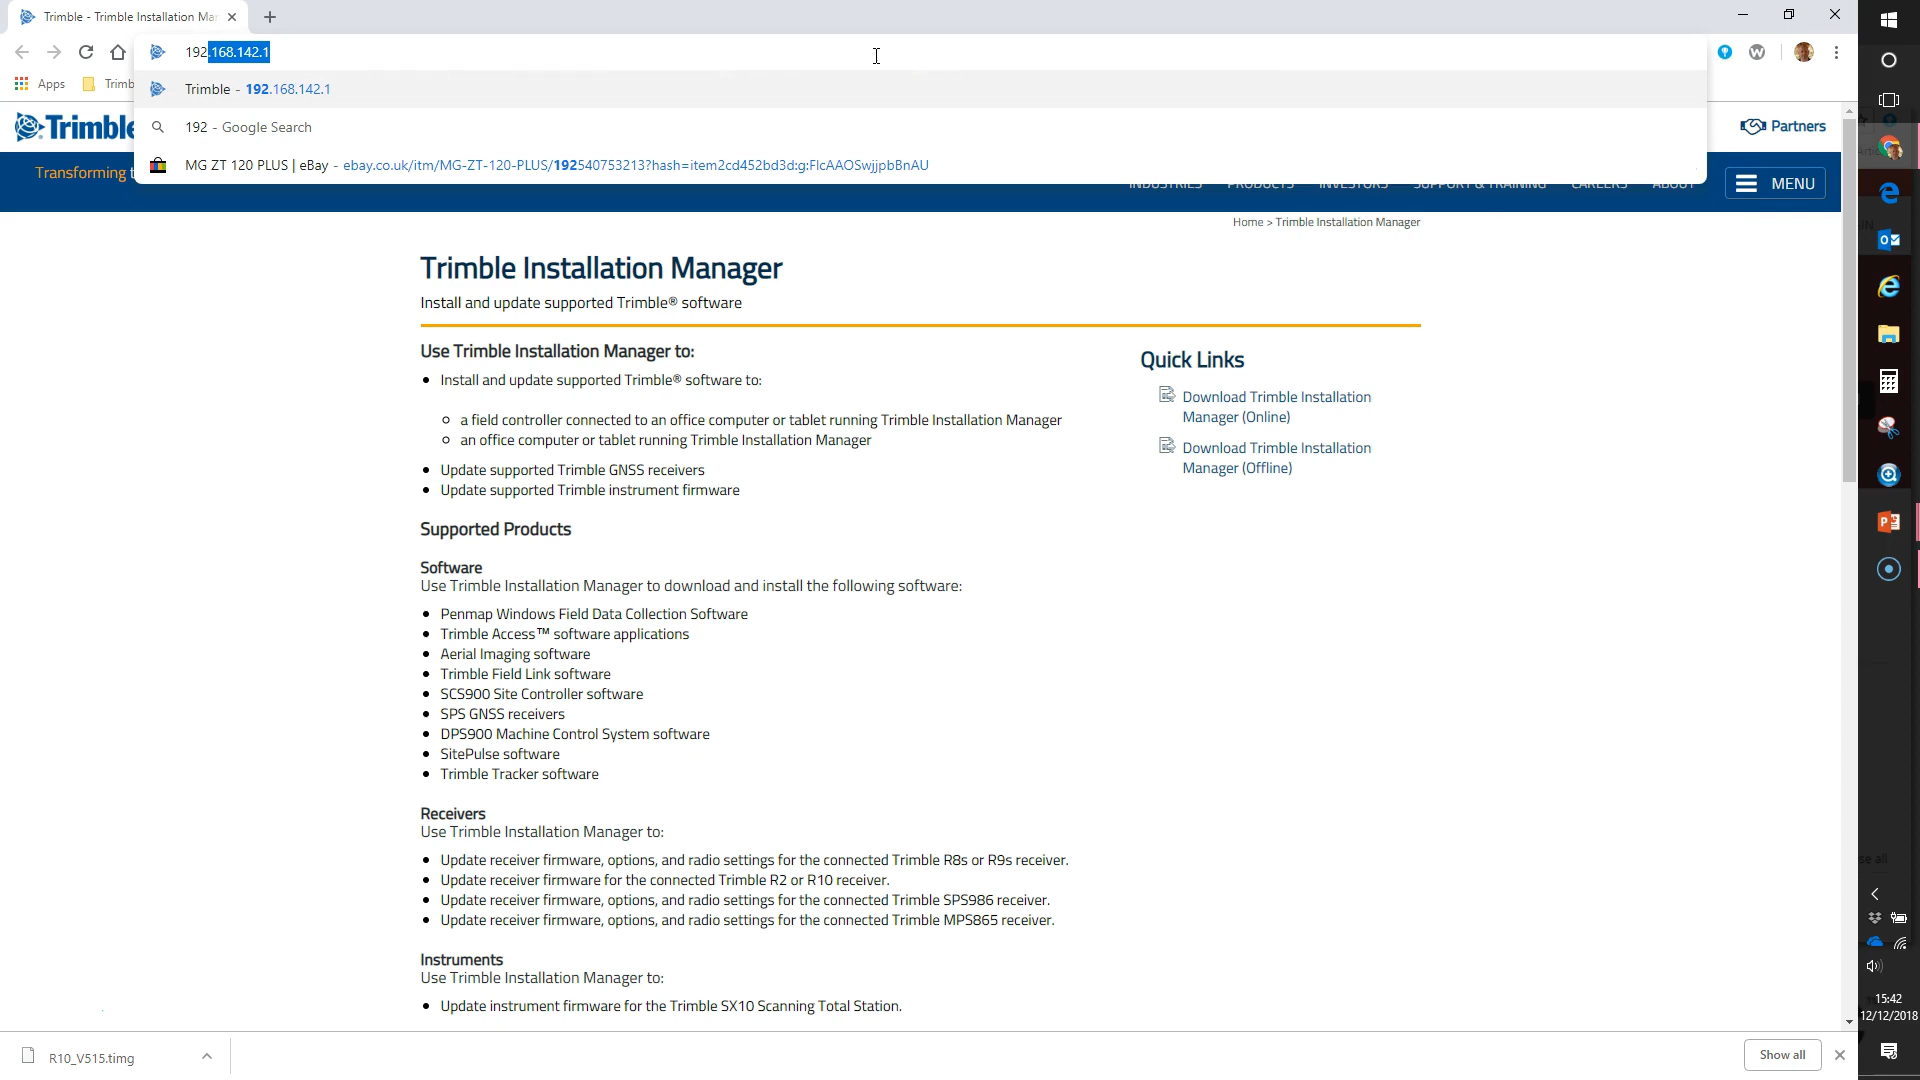 Trimble - Trimble Installation Mar
192.168.142.1
Apps
Trimb
Trimble - 192.168.142.1
192 - Google Search
MG ZT 120 PLUS | eBay - ebay.co.uk/itm/MG-ZT-120-PLUS/192540753213?hash=item2cd452bd3d:g:FlcAAOSwjjpbBnAU
Trimble
Partners
Transforming t
INDUSTRIES PRODUCTS INVESTORS SUPPORT & TRAINING CAREERS ABOUT
MENU
Home > Trimble Installation Manager
Trimble Installation Manager
Install and update supported Trimble® software
Use Trimble Installation Manager to:
Install and update supported Trimble® software to:
a field controller connected to an office computer or tablet running Trimble Installation Manager
an office computer or tablet running Trimble Installation Manager
Update supported Trimble GNSS receivers
Update supported Trimble instrument firmware
Quick Links
Download Trimble Installation
Manager (Online)
Download Trimble Installation
Manager (Offline)
Supported Products
Software
Use Trimble Installation Manager to download and install the following software:
Penmap Windows Field Data Collection Software
Trimble Access™ software applications
Aerial Imaging software
Trimble Field Link software
SCS900 Site Controller software
SPS GNSS receivers
DPS900 Machine Control System software
SitePulse software
Trimble Tracker software
Receivers
Use Trimble Installation Manager to:
Update receiver firmware, options, and radio settings for the connected Trimble R8s or R9s receiver.
Update receiver firmware for the connected Trimble R2 or R10 receiver.
Update receiver firmware, options, and radio settings for the connected Trimble SPS986 receiver.
Update receiver firmware, options, and radio settings for the connected Trimble MPS865 receiver.
Instruments
Use Trimble Installation Manager to:
Update instrument firmware for the Trimble SX10 Scanning Total Station.
R10_V515.timg
Show all
15:42
12/12/2018